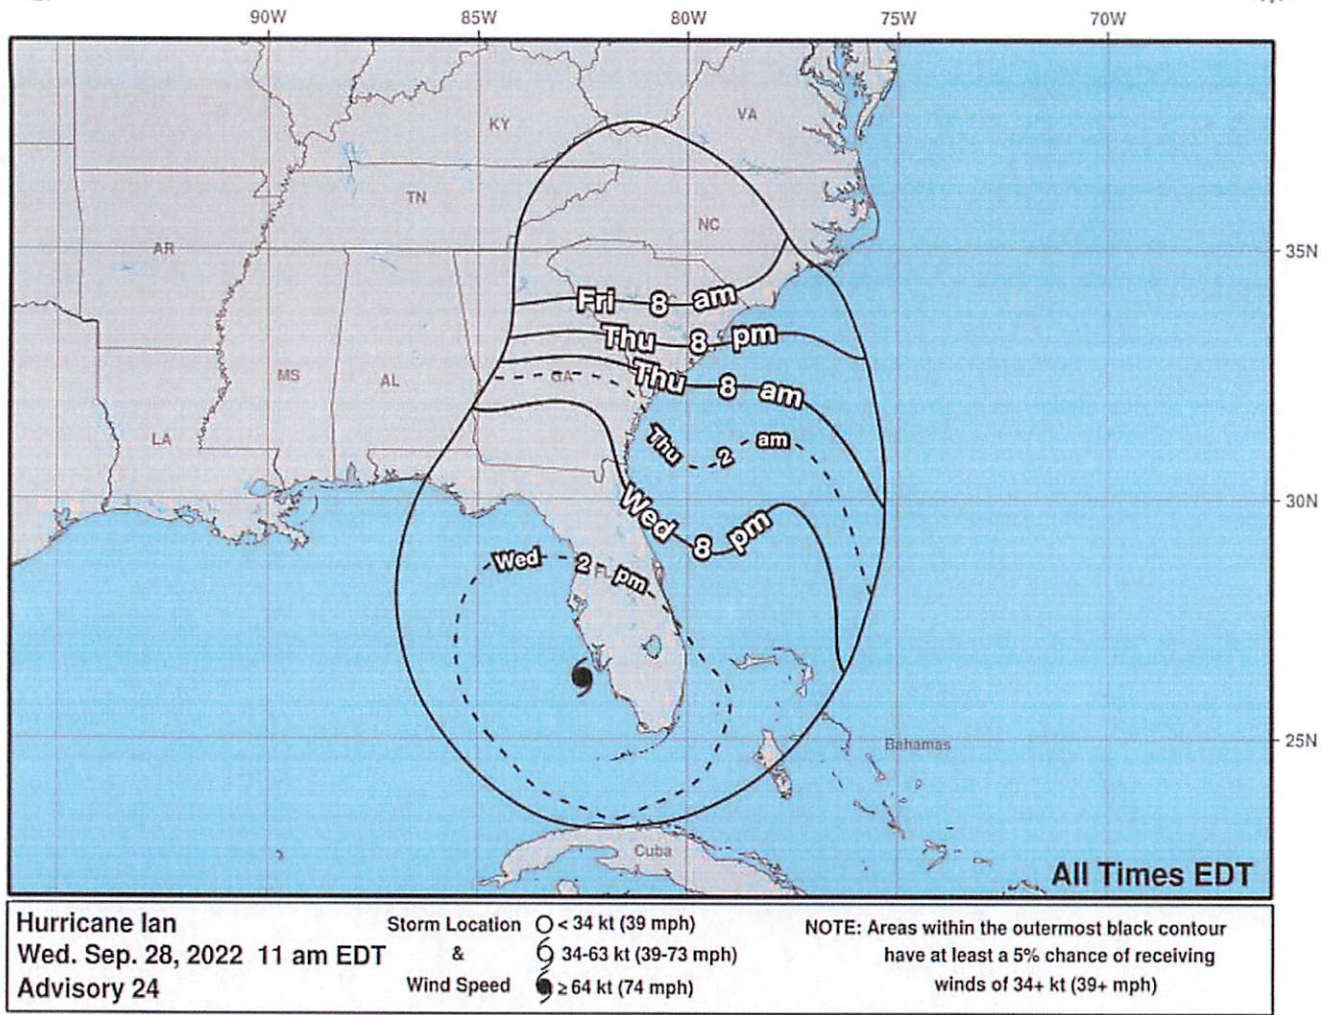 90W 85W 80W 75W 70W
KY VA
TN
NC
AR
35N
Fri 8 am
Thu 8 pm
MS AL GA Thu 8 am
LA
Thu 2 am
30N
Wed 8 pm
Wed 2 pm
FL
Bahamas
25N
Cuba
All Times EDT
Hurricane Ian
Wed. Sep. 28, 2022 11 am EDT
Advisory 24
Storm Location
&
Wind Speed
< 34 kt (39 mph)
34-63 kt (39-73 mph)
≥ 64 kt (74 mph)
NOTE: Areas within the outermost black contour
have at least a 5% chance of receiving
winds of 34+ kt (39+ mph)